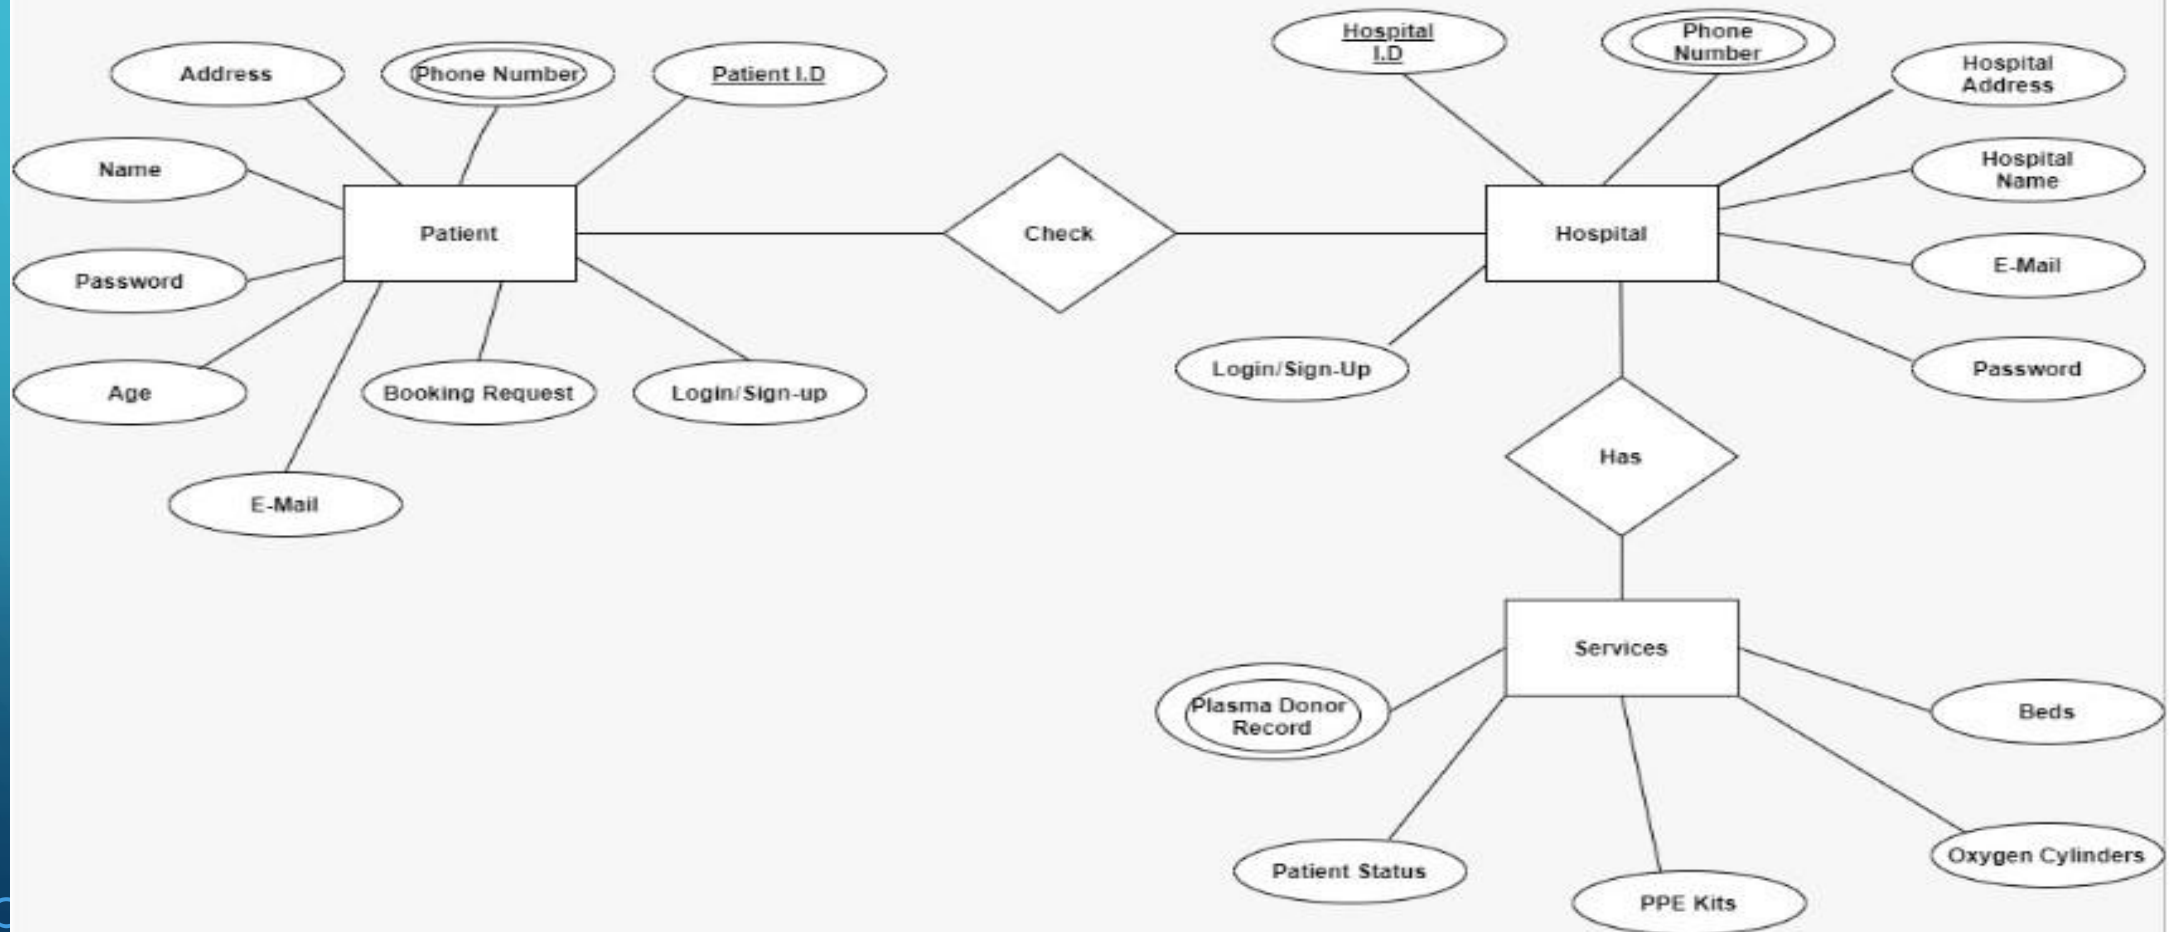 Hospital
I.D
Phone
Number
Address
Phone Number
Patient I.D
Hospital
Address
Name
Hospital
Name
Patient
Check
Hospital
E-Mail
Password
Login/Sign-Up
Password
Age
Booking Request
Login/Sign-up
Has
E-Mail
Services
Plasma Donor
Record
Beds
Patient Status
Oxygen Cylinders
PPE Kits